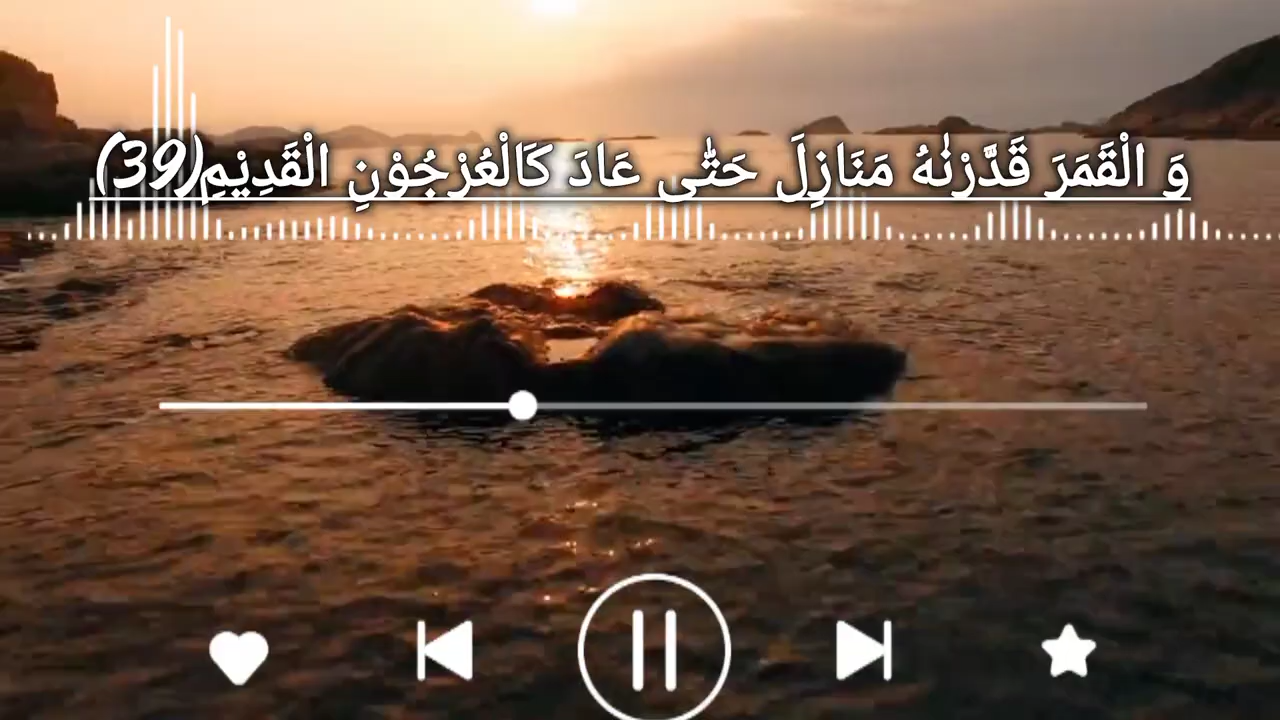 وَ الْقَمَرَ قَدَّرْنٰهُ مَنَازِلَ حَتّٰى عَادَ كَالْعُرْجُوْنِ الْقَدِیْمِ(39)